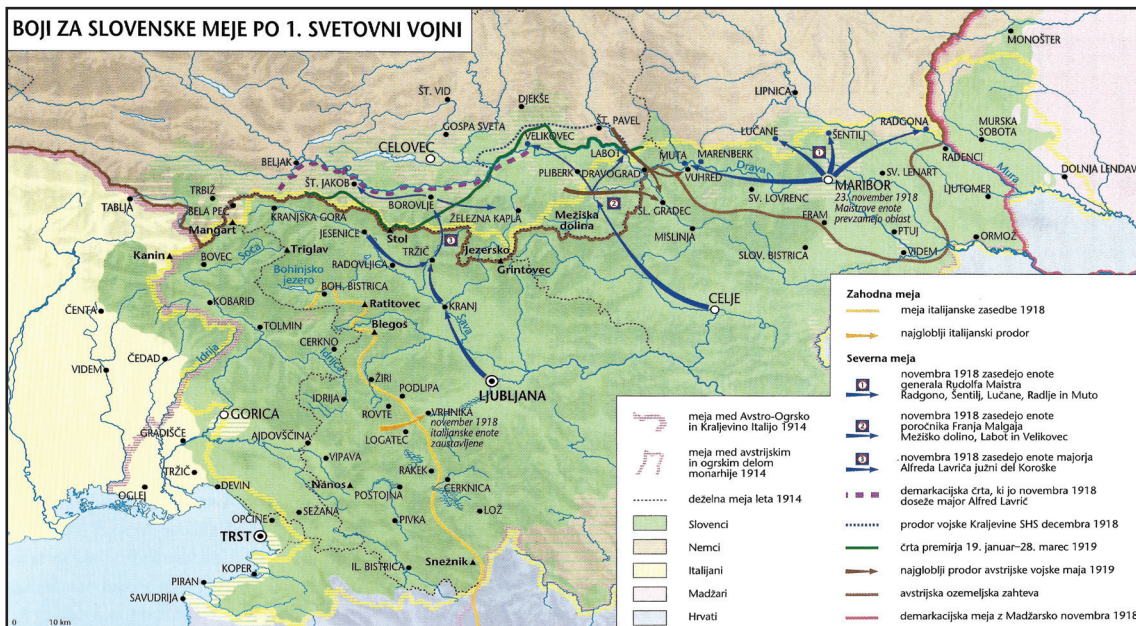 BOJI ZA SLOVENSKE MEJE PO 1. SVETOVNI VOJNI
MONOŠTER
ŠT. VID
DJEKŠE
LIPNICA
GOSPA SVETA
VELIKOVEC
ŠT. PAVEL
LUČANE
ŠENTILJ
RADGONA
MURSKA
SOBOTA
CELOVEC
LABOT
MUTA
MARENBERK
1
RADENCI
BELJAK
PLIBERK
DRAVOGRAD
VUHRED
Drava
MARIBOR
23. november 1918
Maistrove enote
prevzamejo oblast
SV. LENART
Mura
DOLNJA LENDAVA
ŠT. JAKOB
LJUTOMER
TRBIŽ
BOROVLJE
ŽELEZNA KAPLA
2
SV. LOVRENC
TABLJA
BELA PEČ
KRANJSKA GORA
Mežiška
dolina
SL. GRADEC
FRAM
PTUJ
ORMOŽ
Mangart
JESENICE
Stol
3
MISLINJA
SLOV. BISTRICA
VIDEM
Kanin
Soča
Triglav
TRŽIČ
Jezersko
Grintovec
BOVEC
RADOVLJICA
Bohinjsko
jezero
BOH. BISTRICA
KOBARID
Ratitovec
KRANJ
CELJE
ČENTA
TOLMIN
Blegoš
Sava
Idrija
CERKNO
Idrijca
ČEDAD
VIDEM
ŽIRI
LJUBLJANA
PODLIPA
IDRIJA
ROVTE
VRHNIKA
november 1918
italijanske enote
zaustavljene
GORICA
GRADIŠČE
AJDOVŠČINA
LOGATEC
VIPAVA
RAKEK
TRŽIČ
Nanos
POSTOJNA
CERKNICA
OGLEJ
DEVIN
SEŽANA
LOŽ
OPČINE
PIVKA
TRST
KOPER
IL. BISTRICA
Snežnik
PIRAN
SAVUDRIJA
0 10 km
meja med Avstro-Ogrsko
in Kraljevino Italijo 1914
meja med avstrijskim
in ogrskim delom
monarhije 1914
deželna meja leta 1914
Slovenci
Nemci
Italijani
Madžari
Hrvati
Zahodna meja
meja italijanske zasedbe 1918
najgloblji italijanski prodor
Severna meja
1
novembra 1918 zasedejo enote
generala Rudolfa Maistra
Radgono, Šentilj, Lučane, Radlje in Muto
2
novembra 1918 zasedejo enote
poročnika Franja Malgaja
Mežiško dolino, Labot in Velikovec
3
novembra 1918 zasedejo enote majorja
Alfreda Lavriča južni del Koroške
demarkacijska črta, ki jo novembra 1918
doseže major Alfred Lavrič
prodor vojske Kraljevine SHS decembra 1918
črta premirja 19. januar–28. marec 1919
najgloblji prodor avstrijske vojske maja 1919
avstrijska ozemeljska zahteva
demarkacijska meja z Madžarsko novembra 1918